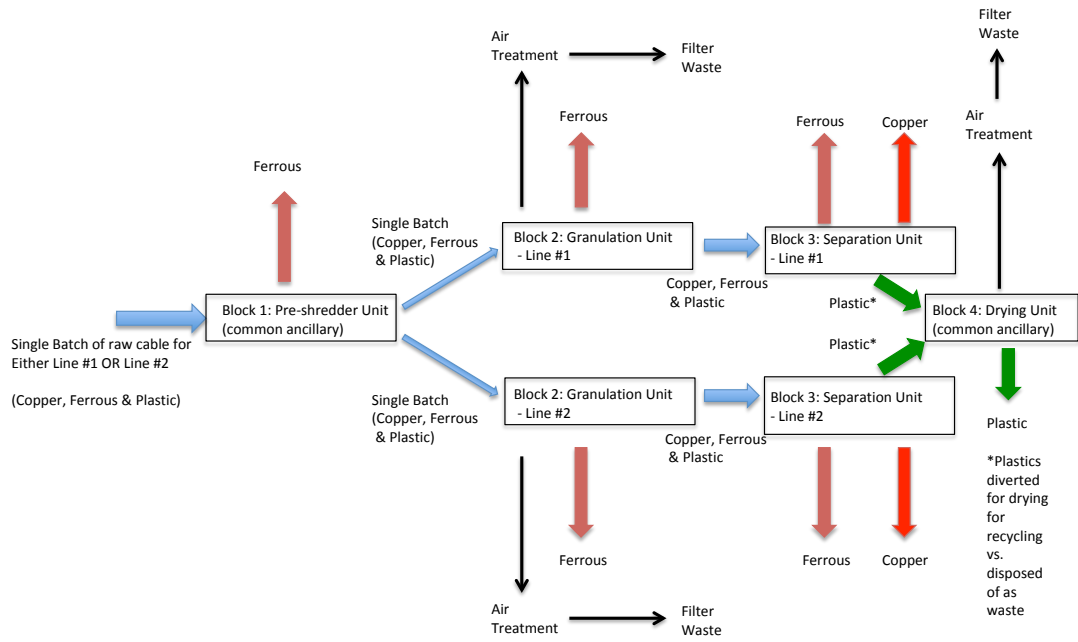 Filter
Waste
Air
Treatment
Filter
Waste
Ferrous
Ferrous
Copper
Air
Treatment
Ferrous
Single Batch
(Copper, Ferrous
& Plastic)
Block 2: Granulation Unit
- Line #1
Block 3: Separation Unit
- Line #1
Copper, Ferrous
& Plastic
Block 1: Pre-shredder Unit
(common ancillary)
Plastic*
Block 4: Drying Unit
(common ancillary)
Single Batch of raw cable for
Either Line #1 OR Line #2
(Copper, Ferrous & Plastic)
Plastic*
Single Batch
(Copper, Ferrous
& Plastic)
Block 2: Granulation Unit
- Line #2
Block 3: Separation Unit
- Line #2
Copper, Ferrous
& Plastic
Plastic
*Plastics
diverted
for drying
for
recycling
vs.
disposed
of as
waste
Ferrous
Ferrous
Copper
Air
Treatment
Filter
Waste